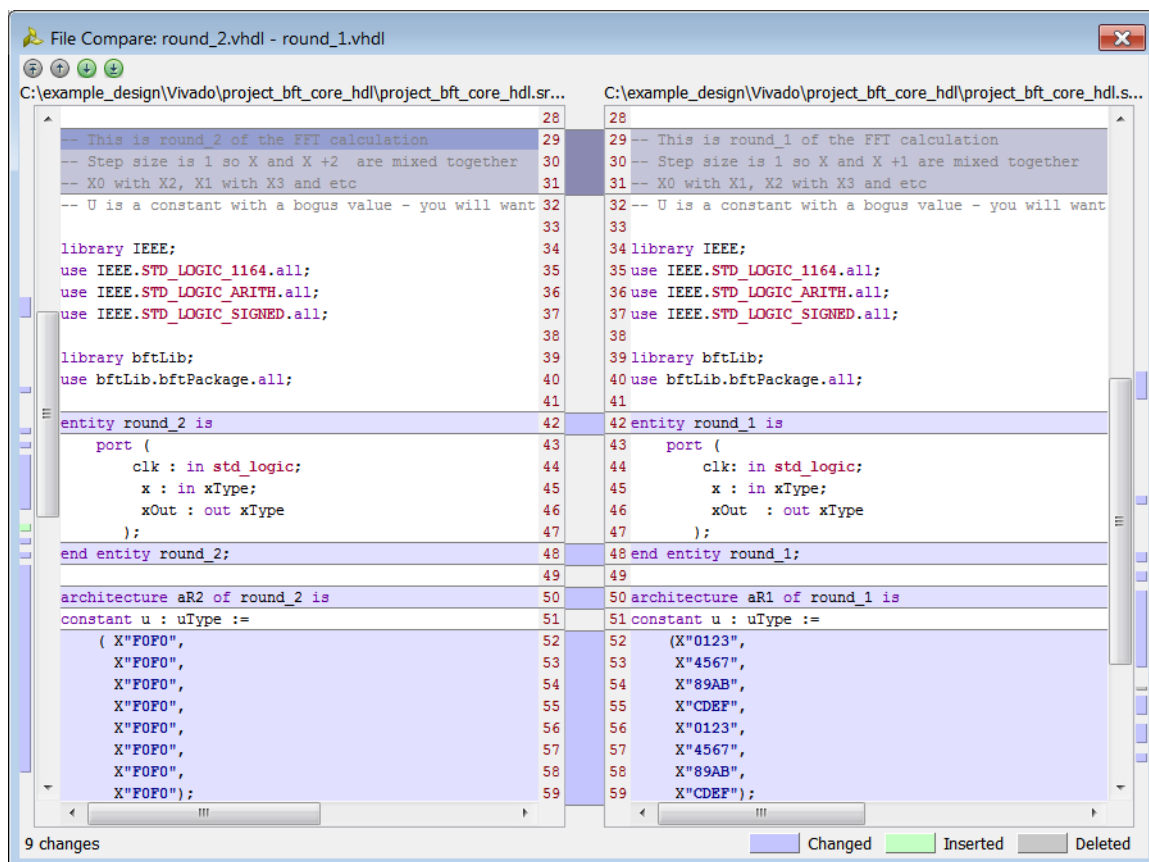 File Compare: round_2.vhdl - round_1.vhdl
C:\example_design\Vivado\project_bft_core_hdl\project_bft_core_hdl.sr...
28
-- This is round_2 of the FFT calculation 29
-- Step size is 1 so X and X +2  are mixed together 30
-- X0 with X2, X1 with X3 and etc 31
-- U is a constant with a bogus value - you will want 32
33
library IEEE; 34
use IEEE.STD_LOGIC_1164.all; 35
use IEEE.STD_LOGIC_ARITH.all; 36
use IEEE.STD_LOGIC_SIGNED.all; 37
38
library bftLib; 39
use bftLib.bftPackage.all; 40
41
entity round_2 is 42
port ( 43
clk : in std_logic; 44
x : in xType; 45
xOut : out xType 46
); 47
end entity round_2; 48
49
architecture aR2 of round_2 is 50
constant u : uType := 51
( X"F0F0", 52
X"F0F0", 53
X"F0F0", 54
X"F0F0", 55
X"F0F0", 56
X"F0F0", 57
X"F0F0", 58
X"F0F0"); 59
C:\example_design\Vivado\project_bft_core_hdl\project_bft_core_hdl.s...
28
29 -- This is round_1 of the FFT calculation
30 -- Step size is 1 so X and X +1 are mixed together
31 -- X0 with X1, X2 with X3 and etc
32 -- U is a constant with a bogus value - you will want
33
34 library IEEE;
35 use IEEE.STD_LOGIC_1164.all;
36 use IEEE.STD_LOGIC_ARITH.all;
37 use IEEE.STD_LOGIC_SIGNED.all;
38
39 library bftLib;
40 use bftLib.bftPackage.all;
41
42 entity round_1 is
43 port (
44 clk: in std_logic;
45 x : in xType;
46 xOut  : out xType
47 );
48 end entity round_1;
49
50 architecture aR1 of round_1 is
51 constant u : uType :=
52 (X"0123",
53 X"4567",
54 X"89AB",
55 X"CDEF",
56 X"0123",
57 X"4567",
58 X"89AB",
59 X"CDEF");
9 changes
Changed
Inserted
Deleted